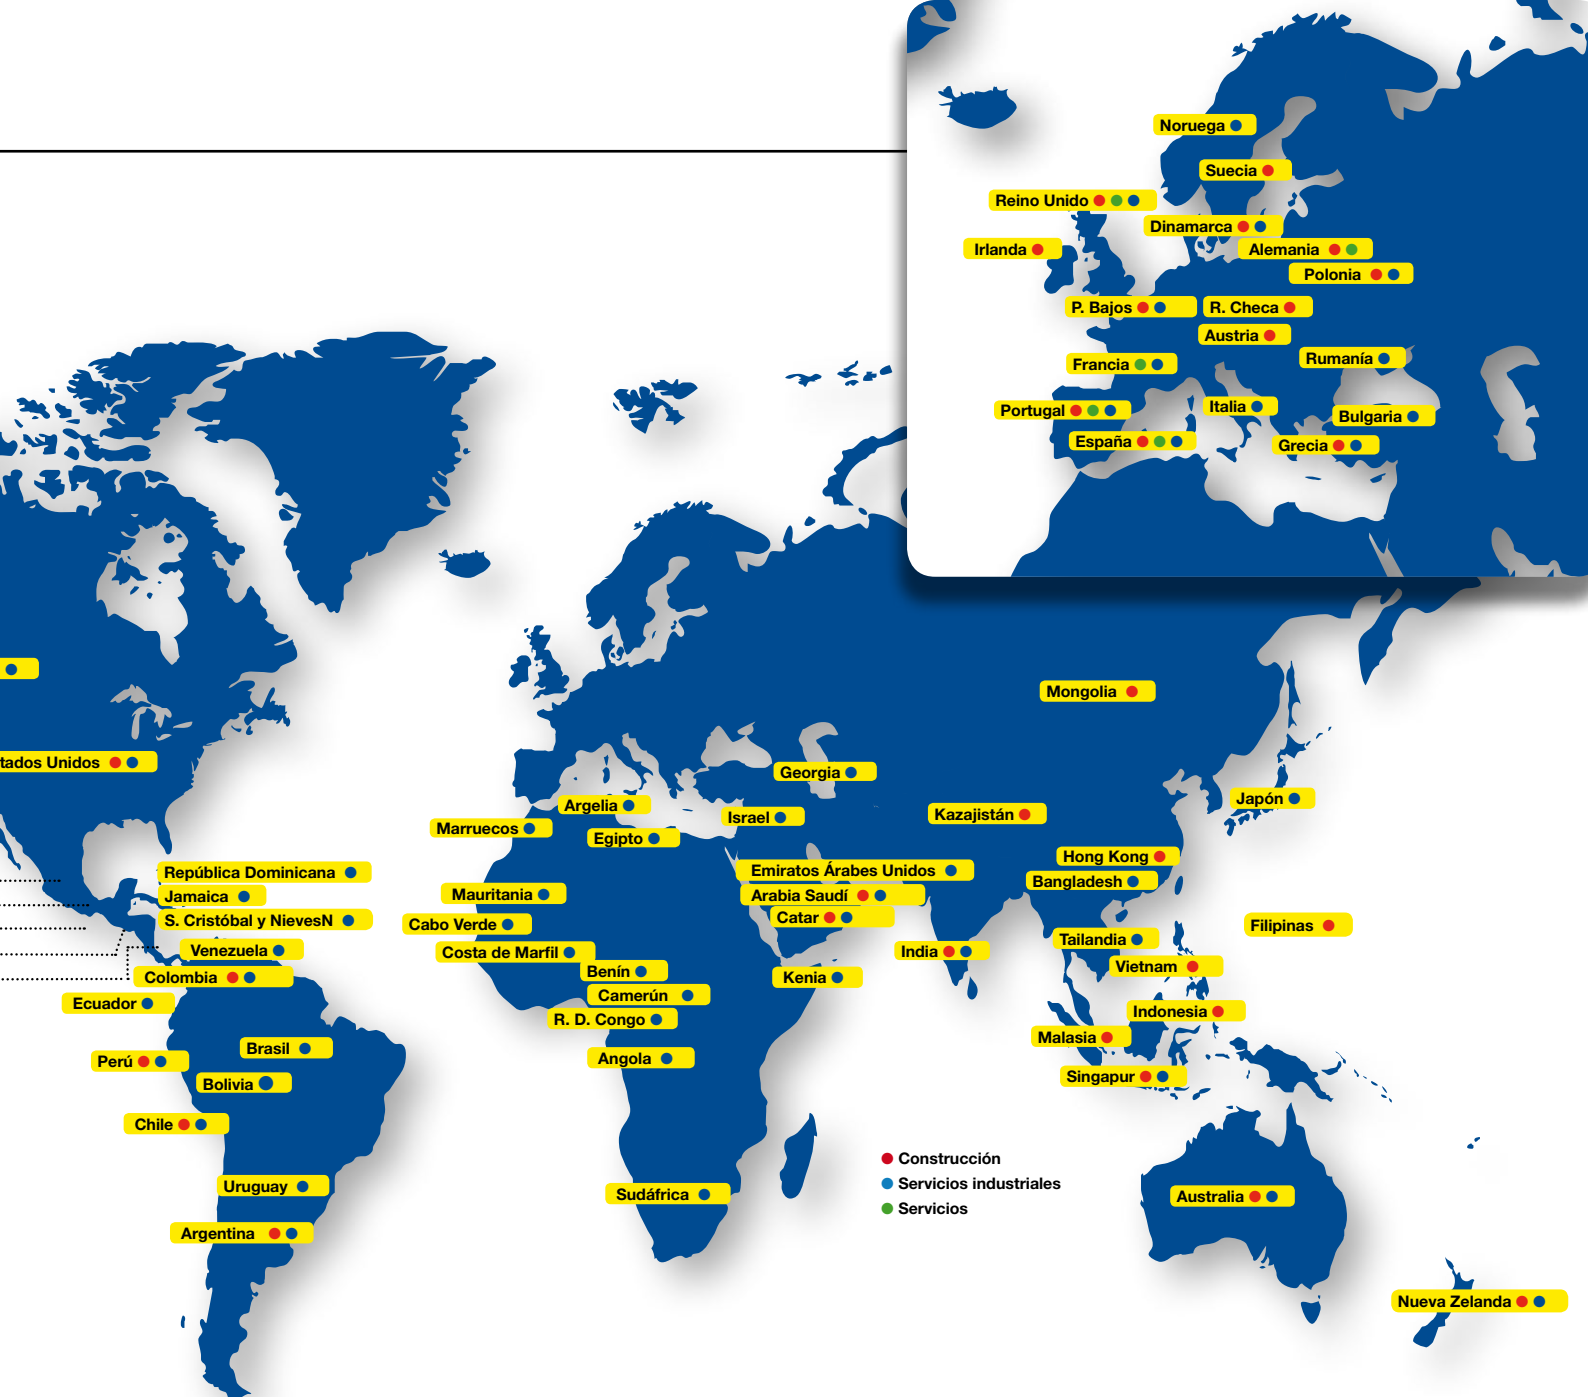 Noruega
Suecia
Reino Unido
Dinamarca
Irlanda
Alemania
Polonia
P. Bajos
R. Checa
Austria
Francia
Rumanía
Portugal
Italia
Bulgaria
España
Grecia
Mongolia
tados Unidos
Georgia
Argelia
Japón
Israel
Kazajistán
Marruecos
Egipto
Hong Kong
República Dominicana
Emiratos Árabes Unidos
Bangladesh
Jamaica
Mauritania
Arabia Saudí
S. Cristóbal y NievesN
Cabo Verde
Catar
Filipinas
Tailandia
Venezuela
Costa de Marfil
India
Vietnam
Colombia
Benín
Kenia
Camerún
Ecuador
Indonesia
R. D. Congo
Malasia
Brasil
Perú
Angola
Singapur
Bolivia
Chile
Construcción
Servicios industriales
Servicios
Uruguay
Sudáfrica
Australia
Argentina
Nueva Zelanda